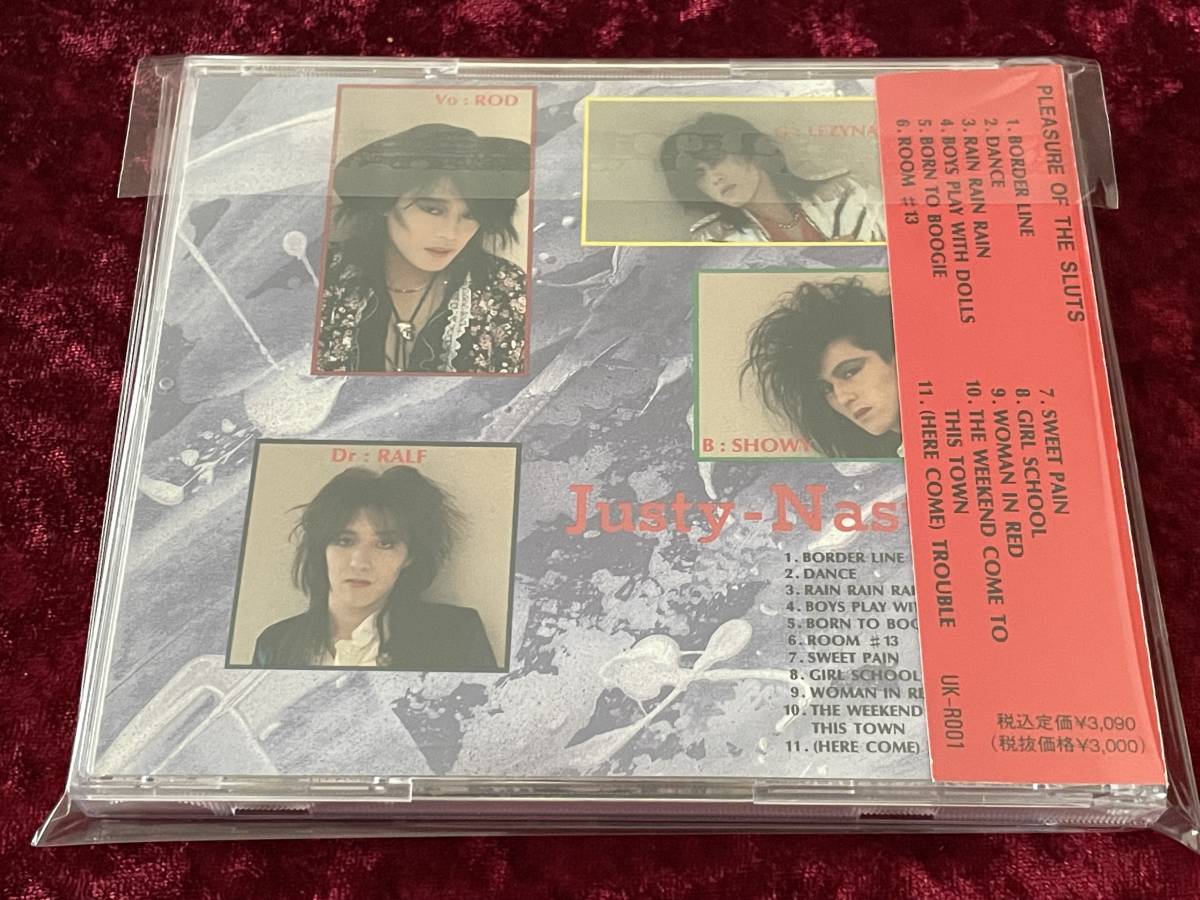 Vo : ROD
G : LEZYNA
B : SHOWY
Dr : RALF
Justy-Nas
1. BORDER LINE
2. DANCE
3. RAIN RAIN RAI
4. BOYS PLAY WI
5. BORN TO BOO
6. ROOM ♯13
7. SWEET PAIN
8. GIRL SCHOOL
9. WOMAN IN RE
10. THE WEEKEND
THIS TOWN
11. (HERE COME)
PLEASURE OF THE SLUTS
1. BORDER LINE
2. DANCE
3. RAIN RAIN RAIN
4. BOYS PLAY WITH DOLLS
5. BORN TO BOOGIE
6. ROOM ♯13
7. SWEET PAIN
8. GIRL SCHOOL
9. WOMAN IN RED
10. THE WEEKEND COME TO
THIS TOWN
11. (HERE COME) TROUBLE
UK-R001
税込定価¥3,090
(税抜価格¥3,000)